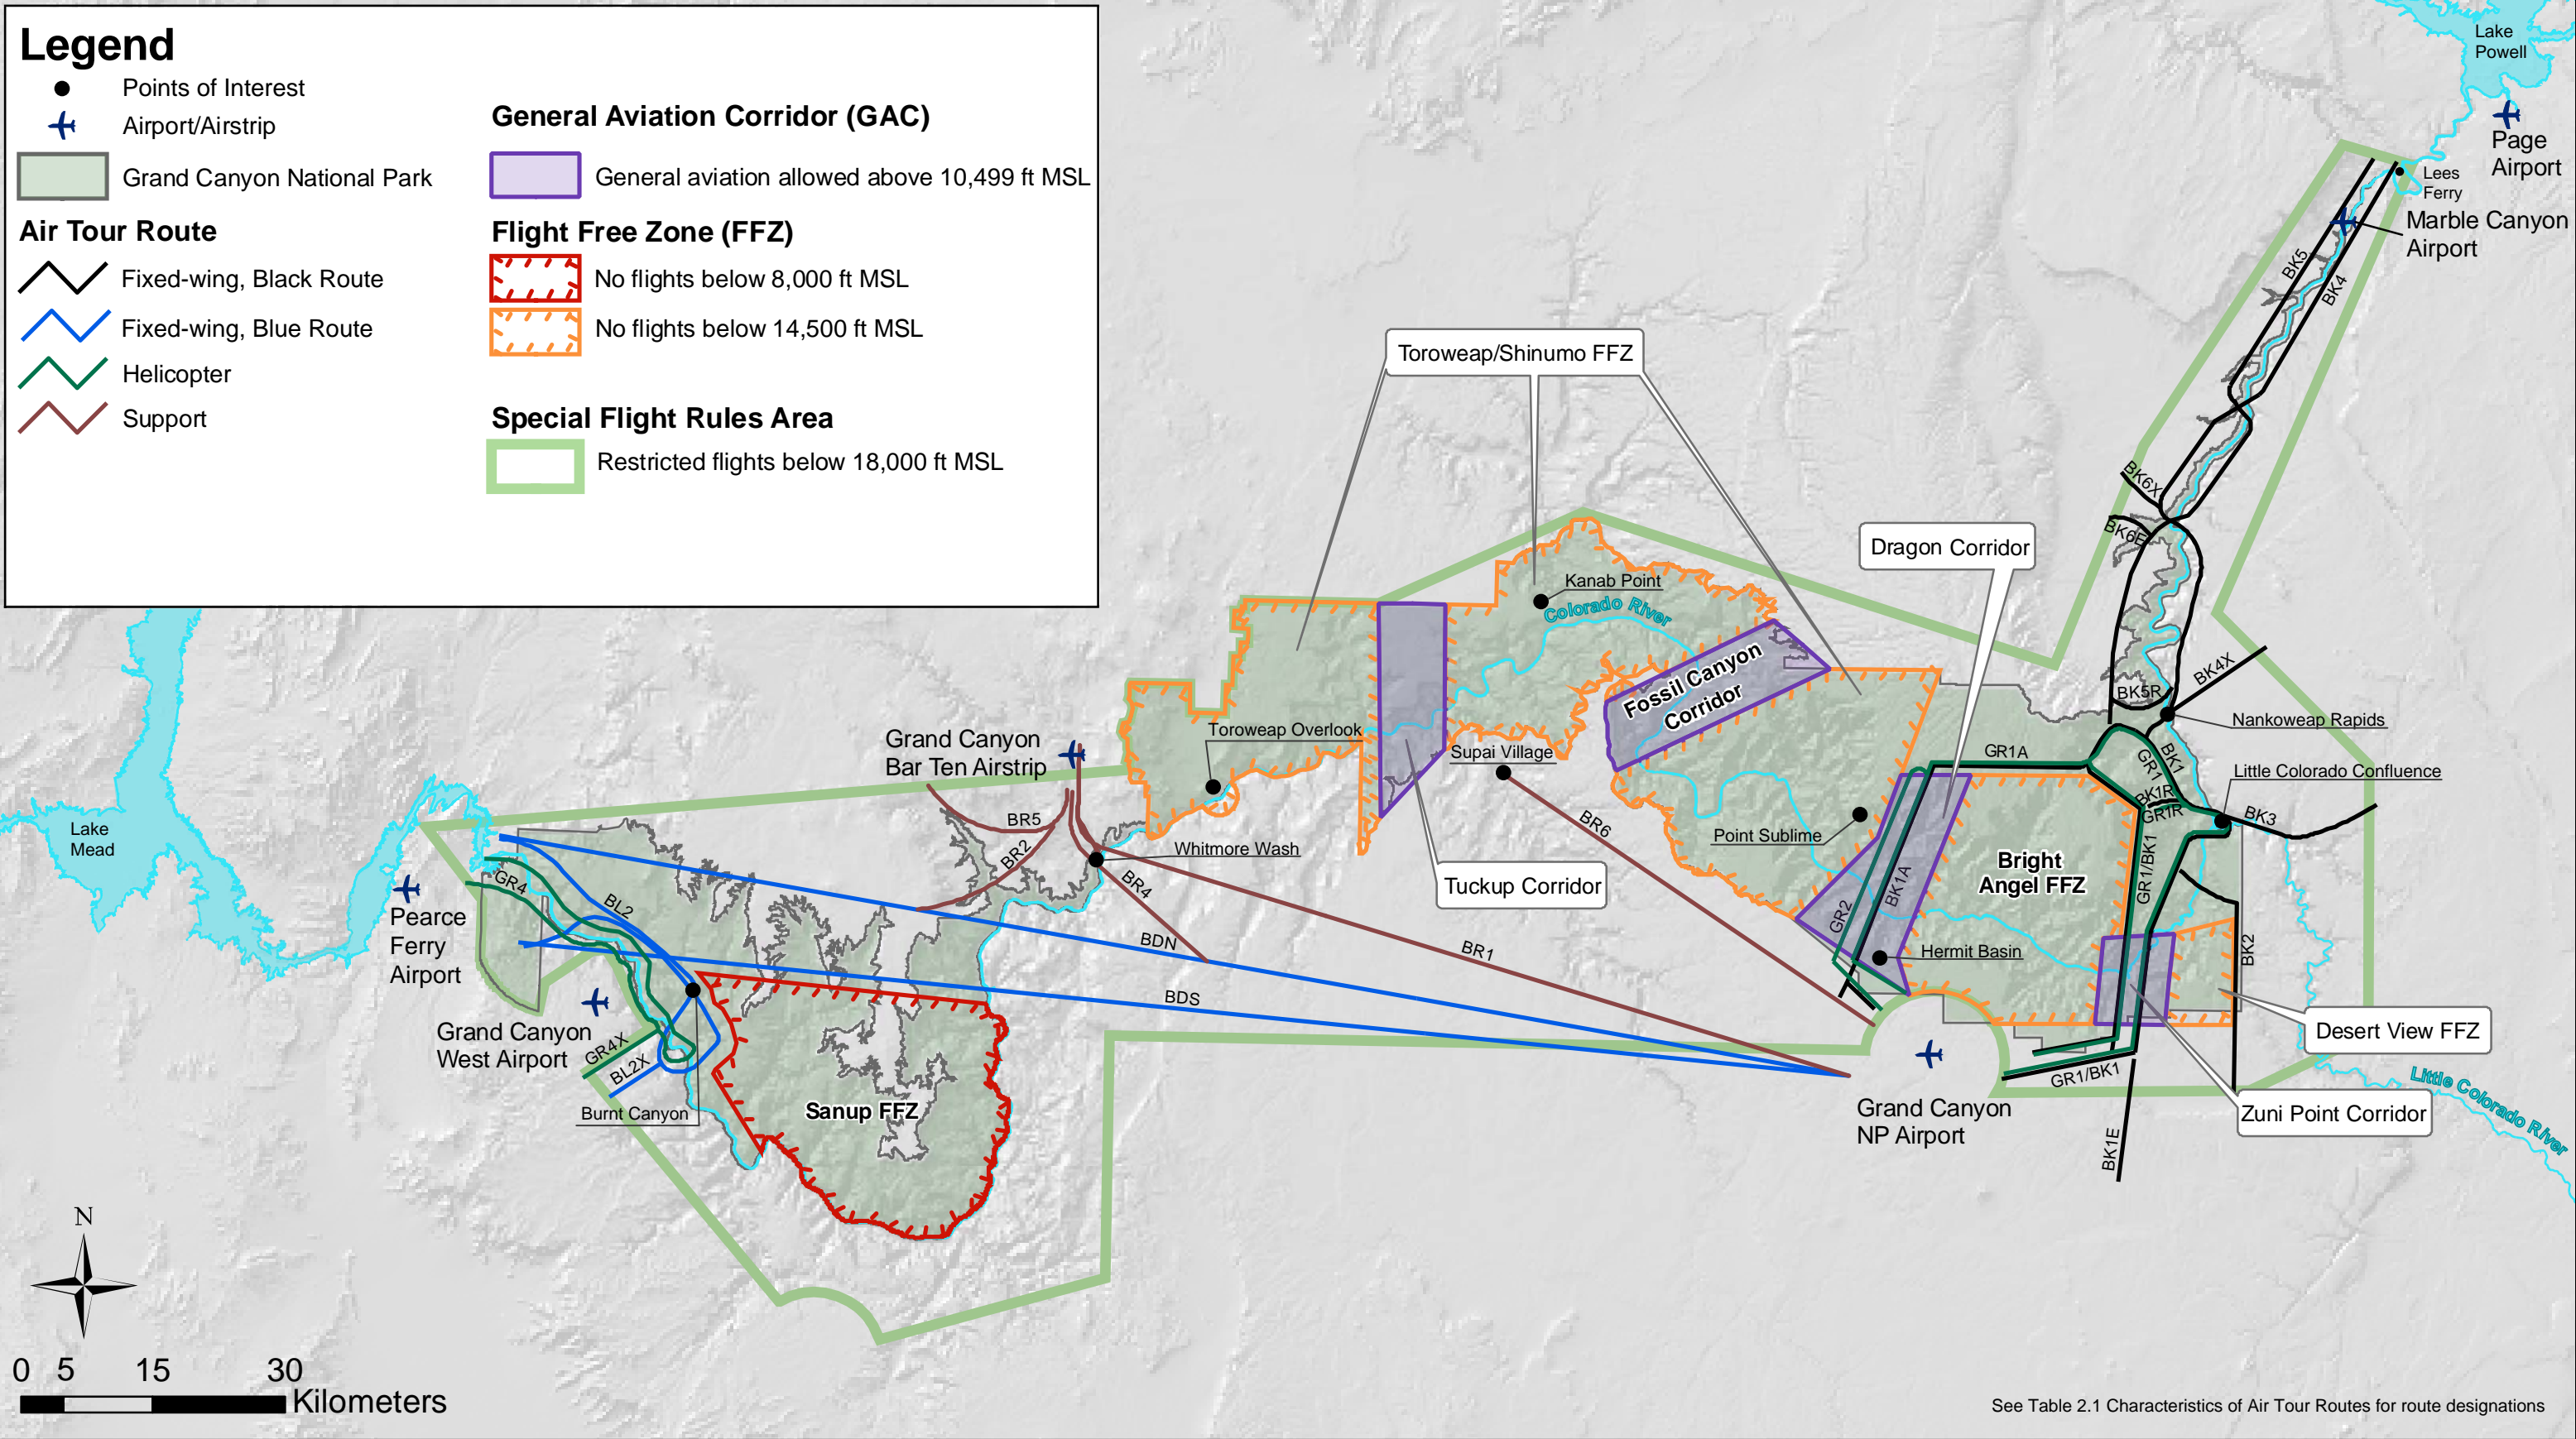 Legend
Points of Interest
Airport/Airstrip
Grand Canyon National Park
Air Tour Route
Fixed-wing, Black Route
Fixed-wing, Blue Route
Helicopter
Support
General Aviation Corridor (GAC)
General aviation allowed above 10,499 ft MSL
Flight Free Zone (FFZ)
No flights below 8,000 ft MSL
No flights below 14,500 ft MSL
Special Flight Rules Area
Restricted flights below 18,000 ft MSL
Lake
Powell
Page
Airport
Lees
Ferry
Marble Canyon
Airport
BK5
BK4
Toroweap/Shinumo FFZ
BK6X
BK6E
Dragon Corridor
Kanab Point
Colorado River
Fossil Canyon
Corridor
BK4X
BK5R
Nankoweap Rapids
Toroweap Overlook
Grand Canyon
Bar Ten Airstrip
Supai Village
GR1A
GR1
BK1
Little Colorado Confluence
BK1R
GR1R
BK3
Lake
Mead
BR5
BR2
BR6
Point Sublime
Whitmore Wash
Bright
Angel FFZ
GR1/BK1
Tuckup Corridor
GR4
BR4
BK1A
GR2
BL2
Pearce
Ferry
Airport
BDN
BR1
Hermit Basin
BK2
BDS
Grand Canyon
West Airport
GR4X
BL2X
Burnt Canyon
Sanup FFZ
Desert View FFZ
GR1/BK1
Little Colorado River
Zuni Point Corridor
Grand Canyon
NP Airport
BK1E
N
0 5 15 30
Kilometers
See Table 2.1 Characteristics of Air Tour Routes for route designations